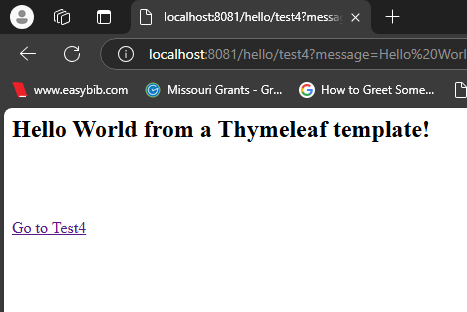 localhost:8081/hello/test4?messa
localhost:8081/hello/test4?message=Hello%20Worl
www.easybib.com
Missouri Grants - Gr...
How to Greet Some...
Hello World from a Thymeleaf template!
Go to Test4